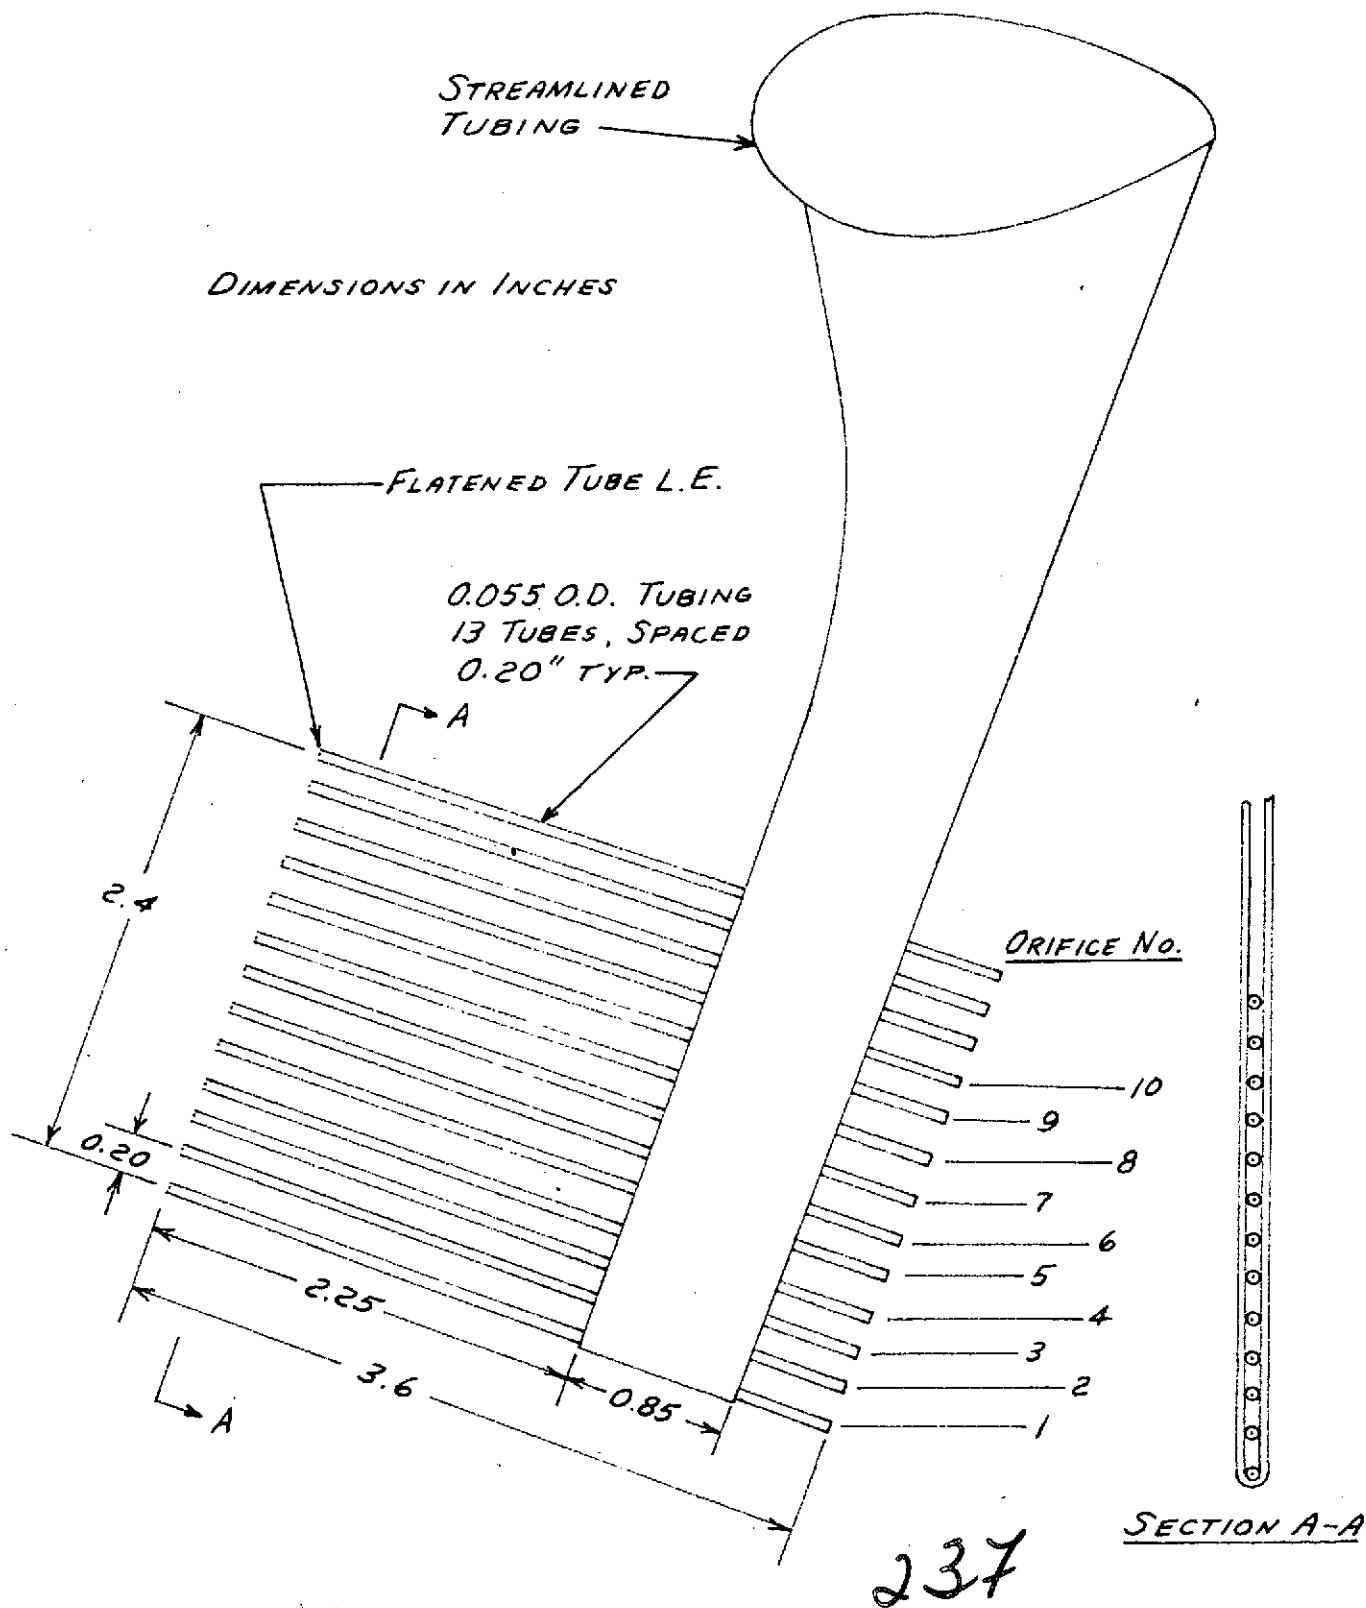 STREAMLINED
TUBING
DIMENSIONS IN INCHES
FLATENED TUBE L.E.
0.055 O.D. TUBING
13 TUBES, SPACED
0.20" TYP.
A
2.4
ORIFICE NO.
10
9
8
7
6
5
4
3
2
1
0.20
2.25
3.6
0.85
A
SECTION A-A
237